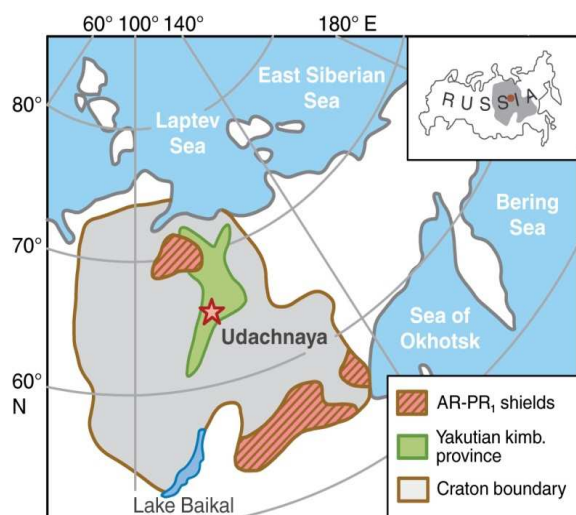 60° 100° 140° 180° E
80°
70°
60°
N
East Siberian
Sea
Laptev
Sea
RUSSIA
Bering
Sea
Sea of
Okhotsk
Udachnaya
Lake Baikal
AR-PR₁ shields
Yakutian kimb.
province
Craton boundary